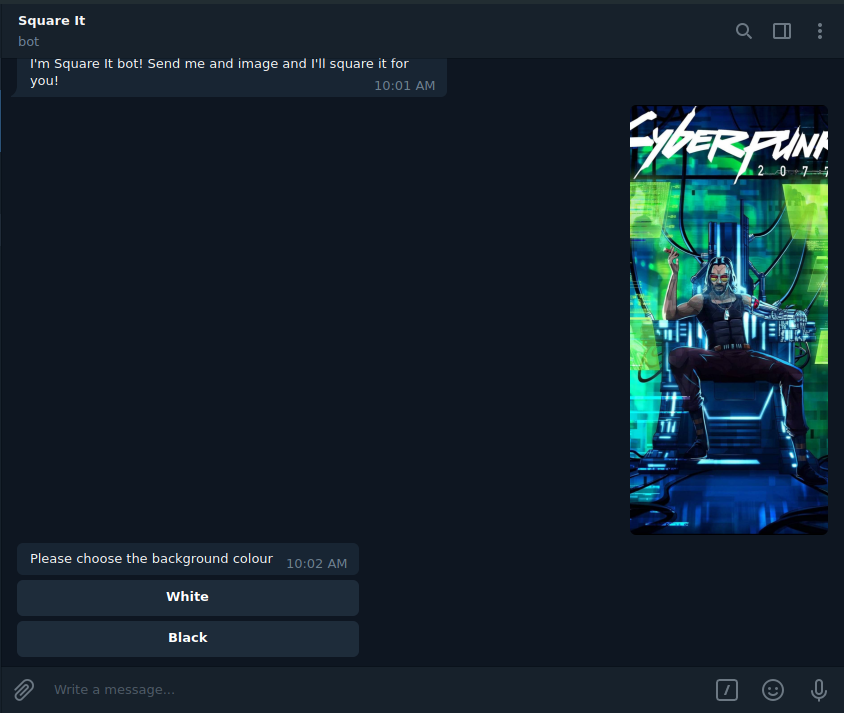 Square It
bot
I'm Square It bot! Send me and image and I'll square it for
you!
10:01 AM
CYBERPUNK
2077
Please choose the background colour
10:02 AM
White
Black
Write a message...